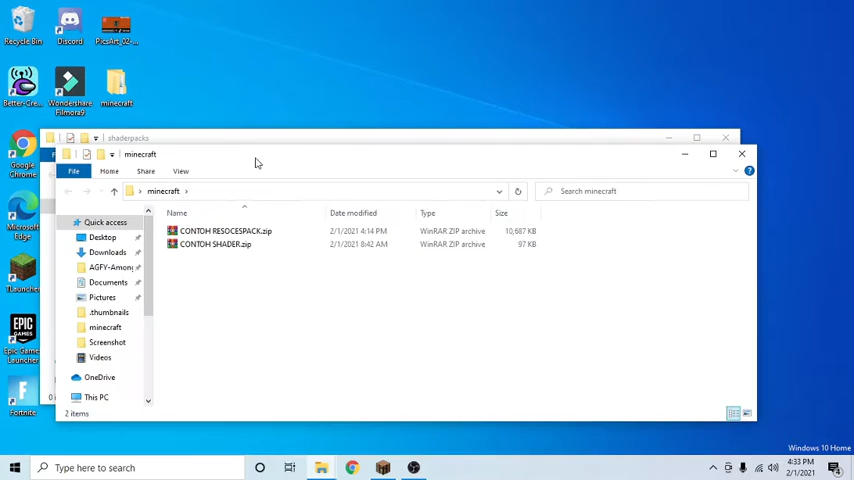 Recycle Bin
Discord
PicsArt_02-...
Better-Cre...
Wondershare Filmora9
minecraft
Google Chrome
Microsoft Edge
TLauncher
Epic Games Launcher
Fortnite
shaderpacks
minecraft
File Home Share View
minecraft
Search minecraft
Name Date modified Type Size
Quick access
Desktop
Downloads
AGFY-Among
Documents
Pictures
.thumbnails
minecraft
Screenshot
Videos
OneDrive
This PC
CONTOH RESOCESPACK.zip 2/1/2021 4:14 PM WinRAR ZIP archive 10,687 KB
CONTOH SHADER.zip 2/1/2021 8:42 AM WinRAR ZIP archive 97 KB
2 items
Windows 10 Home
Type here to search
4:33 PM
2/1/2021
4